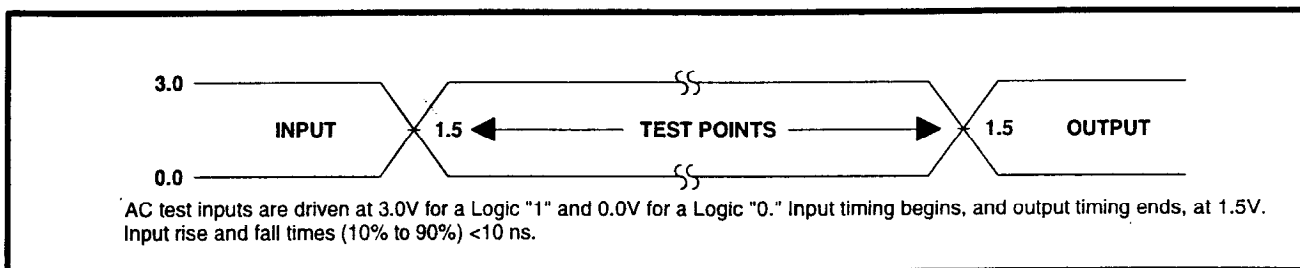 3.0
INPUT 1.5 TEST POINTS 1.5 OUTPUT
0.0
AC test inputs are driven at 3.0V for a Logic "1" and 0.0V for a Logic "0." Input timing begins, and output timing ends, at 1.5V.
Input rise and fall times (10% to 90%) <10 ns.